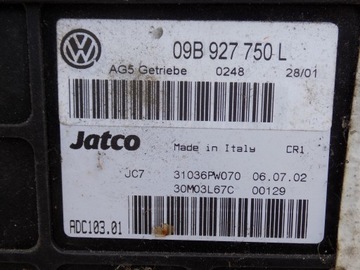 09B 927 750 L
AG5 Getriebe 0248 28/01
Jatco Made in Italy CR1
JC7 31036PW070 06.07.02
30M03L67C 00129
ADC103.01